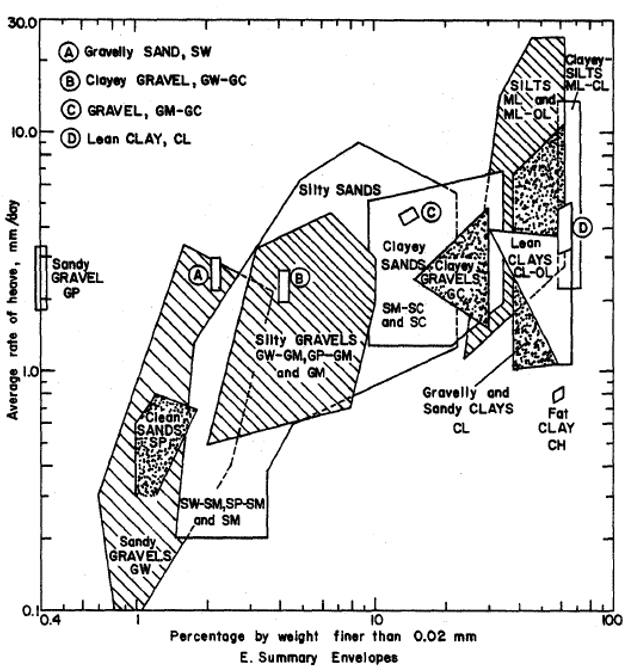 30.0
10.0
1.0
0.1
Average rate of heave, mm/day
Ⓐ Gravelly SAND, SW
Ⓑ Clayey GRAVEL, GW-GC
Ⓒ GRAVEL, GM-GC
Ⓓ Lean CLAY, CL
Clayey-
SILTS
ML-CL
SILTS
ML and
ML-OL
Silty SANDS
C
D
Sandy
GRAVEL
GP
A
B
Clayey
SANDS
SM-SC
and SC
Clayey
GRAVELS
GC
Lean
CLAYS
CL-OL
Silty GRAVELS
GW-GM, GP-GM
and GM
Gravelly and
Sandy CLAYS
CL
Fat
CLAY
CH
Clean
SANDS
SP
SW-SM, SP-SM
and SM
Sandy
GRAVELS
GW
0.4
1
2
10
100
Percentage by weight finer than 0.02 mm
E. Summary Envelopes